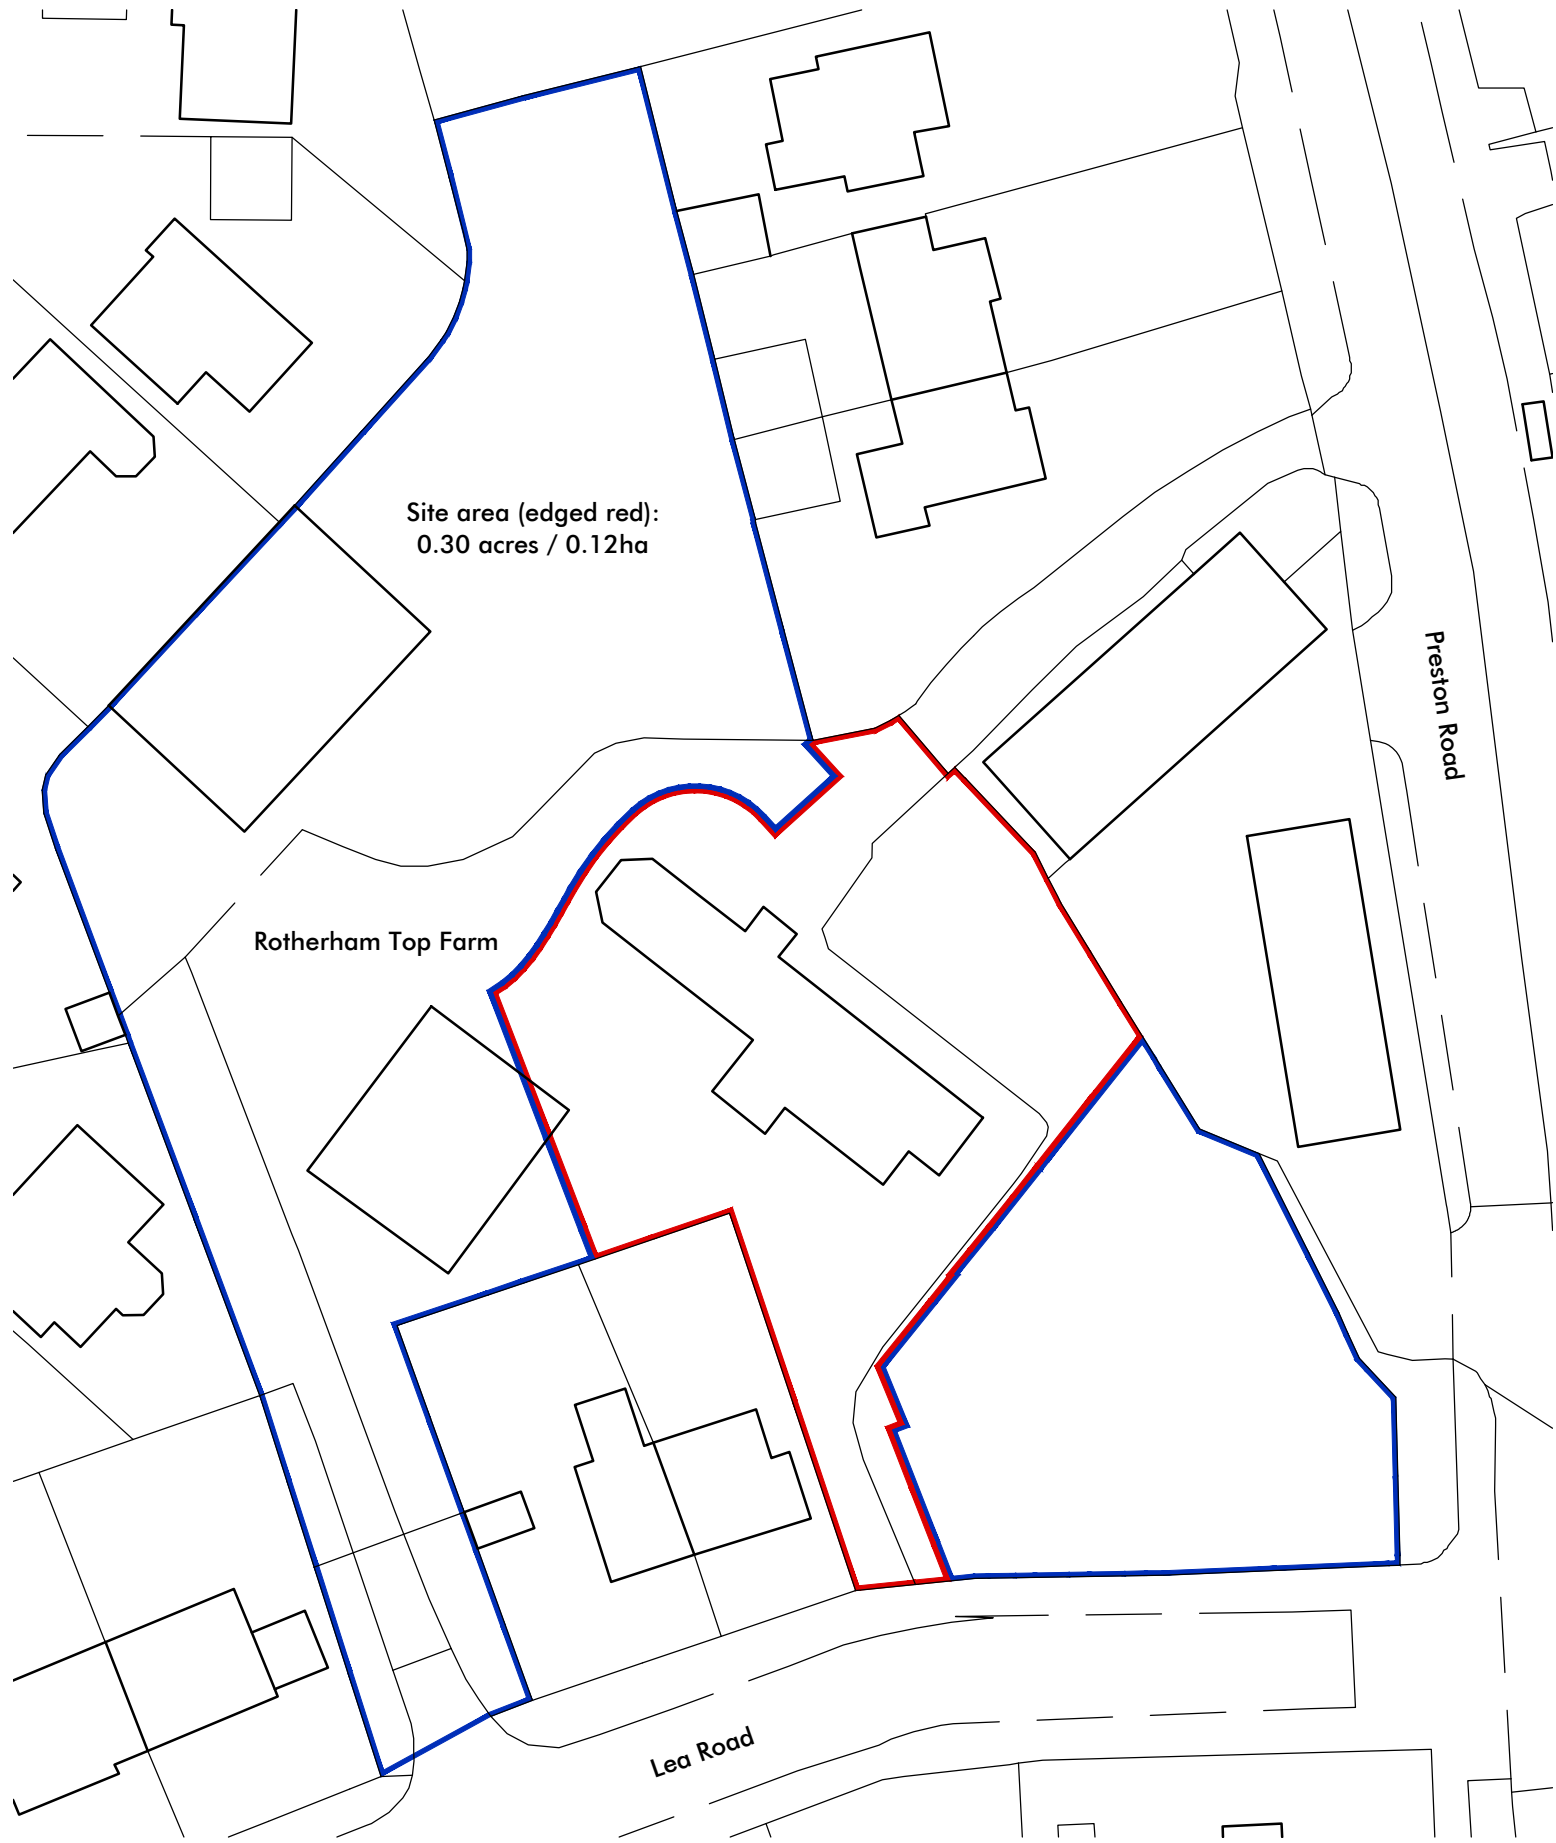 Site area (edged red):
0.30 acres / 0.12ha
Preston Road
Rotherham Top Farm
Lea Road